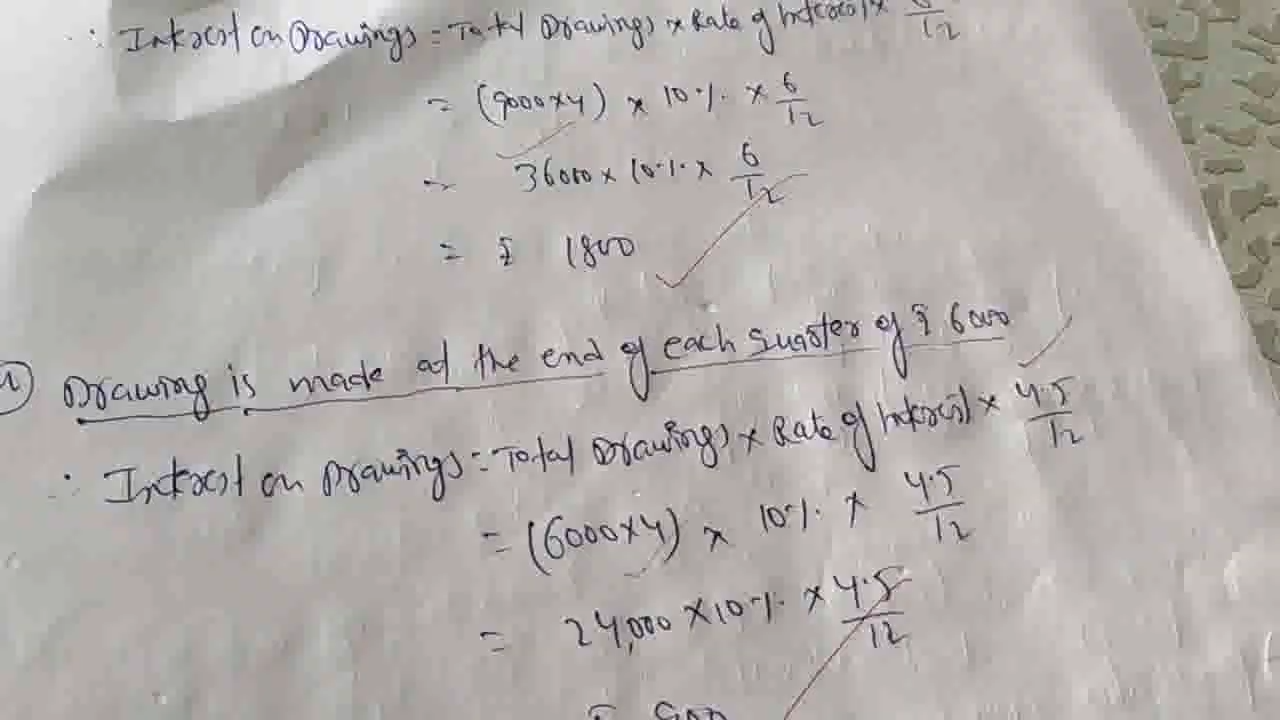 ∴ Interest on Drawings = Total Drawings × Rate of Interest × 6/12
= (9000×4) × 10% × 6/12
= 36000 × 10% × 6/12
= ₹ 1800
Drawing is made at the end of each Quarter of ₹ 6000
∴ Interest on Drawings = Total Drawings × Rate of Interest × 4.5/12
= (6000×4) × 10% × 4.5/12
= 24,000 × 10% × 4.5/12
₹ 900